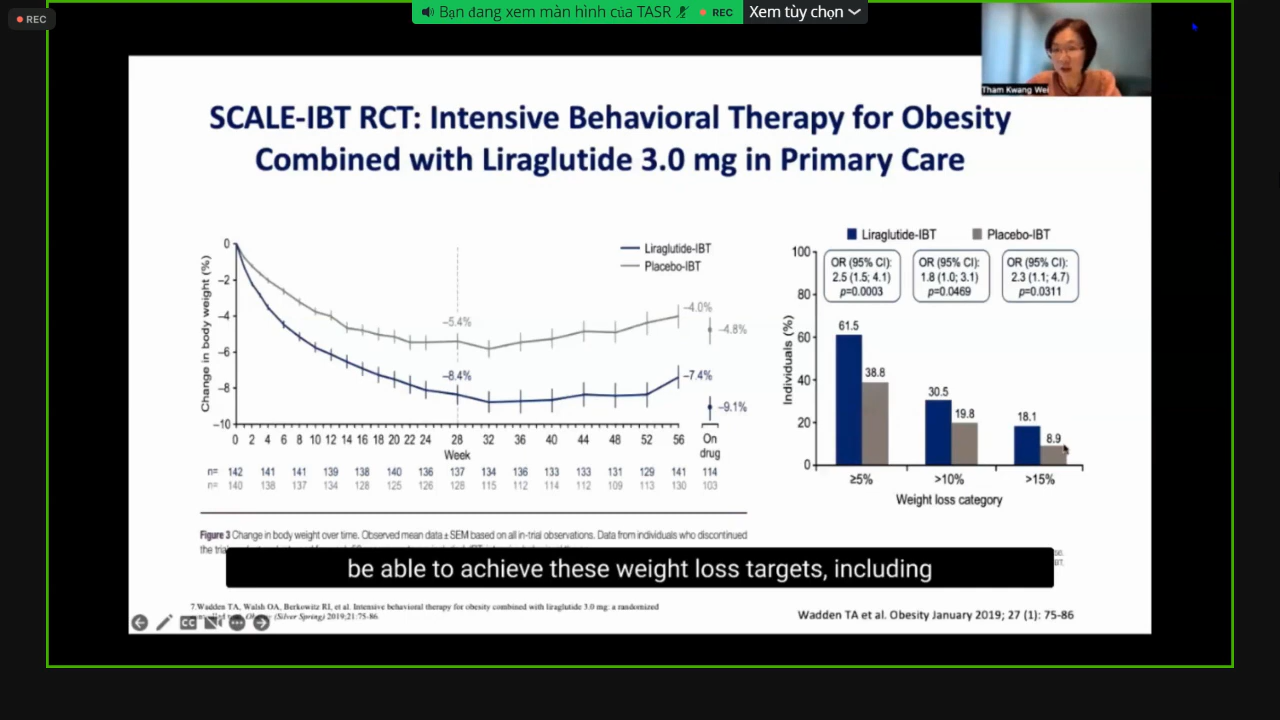 REC
Bạn đang xem màn hình của TASR
REC
Xem tùy chọn
Tham Kwang Wei
SCALE-IBT RCT: Intensive Behavioral Therapy for Obesity
Combined with Liraglutide 3.0 mg in Primary Care
Change in body weight (%)
0
−2
−4
−6
−8
−10
Liraglutide-IBT
Placebo-IBT
−5.4%
−8.4%
−4.0%
−4.8%
−7.4%
−9.1%
0 2 4 6 8 10 12 14 16 18 20 22 24 28 32 36 40 44 48 52 56 On
drug
Week
n= 142 141 141 139 138 140 136 137 134 136 133 133 131 129 141 114
n= 140 138 137 134 128 125 126 128 115 112 114 112 109 113 130 103
Figure 3 Change in body weight over time. Observed mean data ± SEM based on all in-trial observations. Data from individuals who discontinued
the trial
Liraglutide-IBT Placebo-IBT
Individuals (%)
100
80
60
40
20
0
OR (95% CI):
2.5 (1.5; 4.1)
p=0.0003
OR (95% CI):
1.8 (1.0; 3.1)
p=0.0469
OR (95% CI):
2.3 (1.1; 4.7)
p=0.0311
61.5
38.8
30.5
19.8
18.1
8.9
≥5% >10% >15%
Weight loss category
be able to achieve these weight loss targets, including
7.Wadden TA, Walsh OA, Berkowitz RI, et al. Intensive behavioral therapy for obesity combined with liraglutide 3.0 mg: a randomized
(Silver Spring) 2019;21:75-86.
CC
Wadden TA et al. Obesity January 2019; 27 (1): 75-86